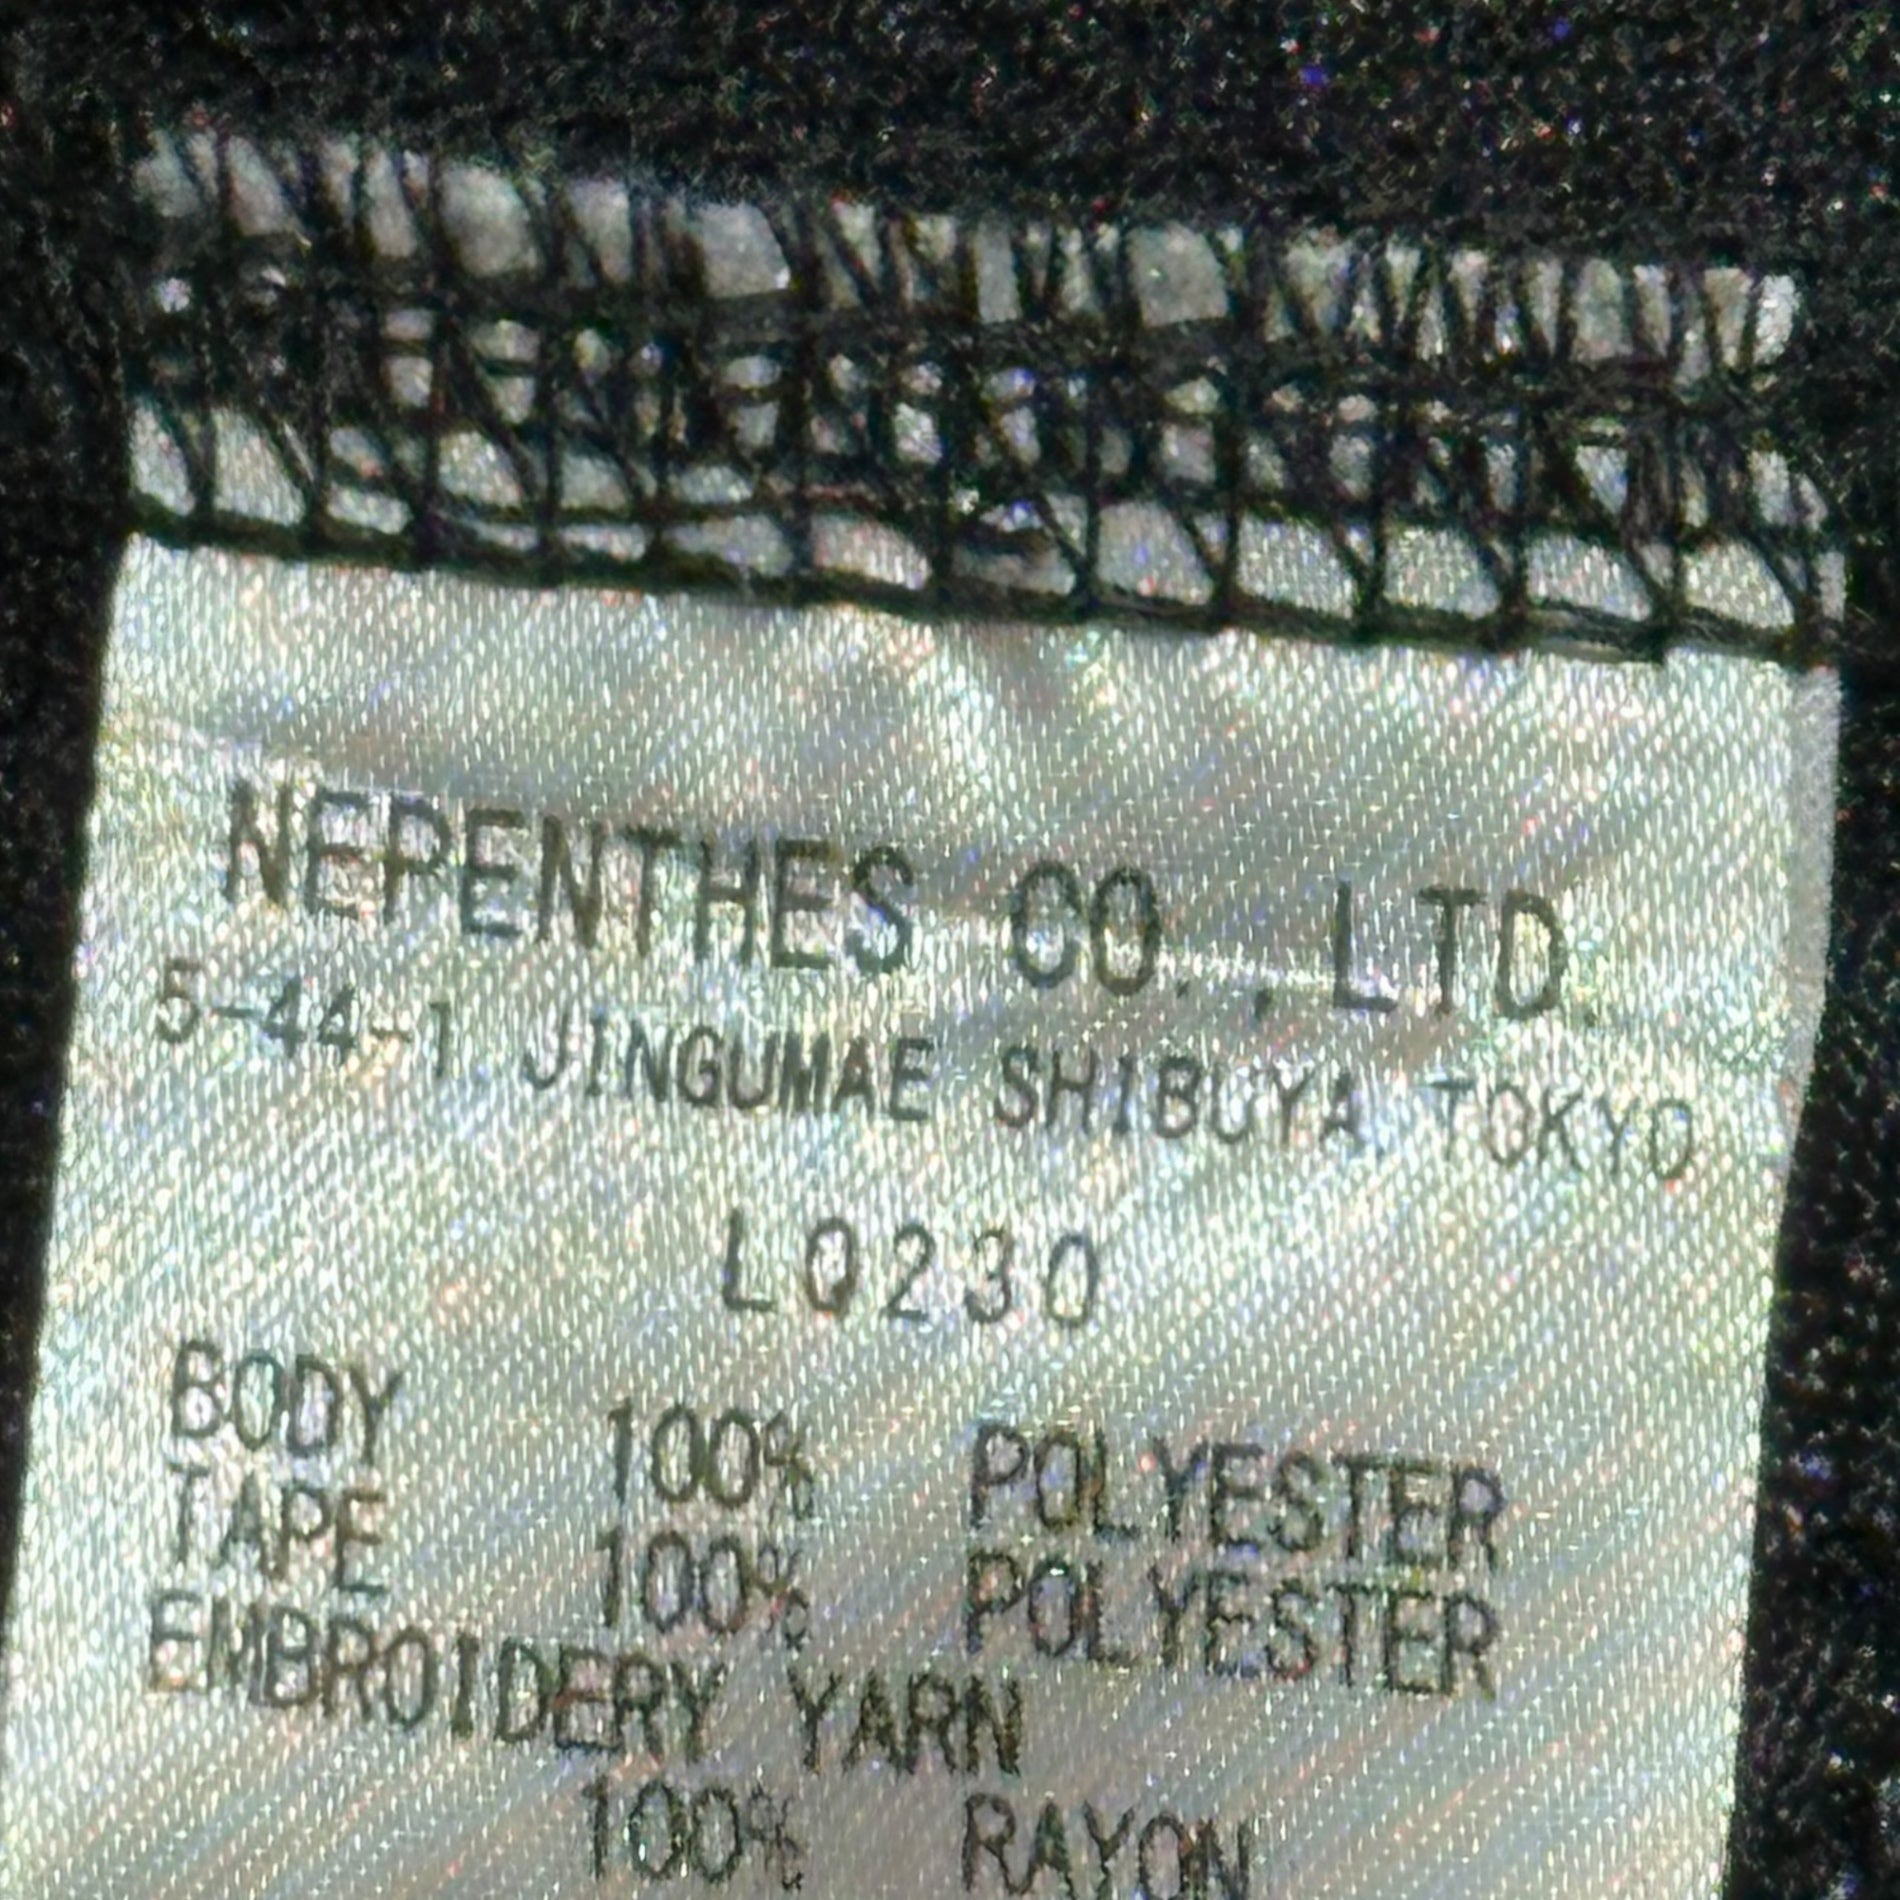 NEPENTHES CO., LTD.
5-44-1 JINGUMAE SHIBUYA TOKYO
LQ230
BODY 100% POLYESTER
TAPE 100% POLYESTER
EMBROIDERY YARN
100% RAYON